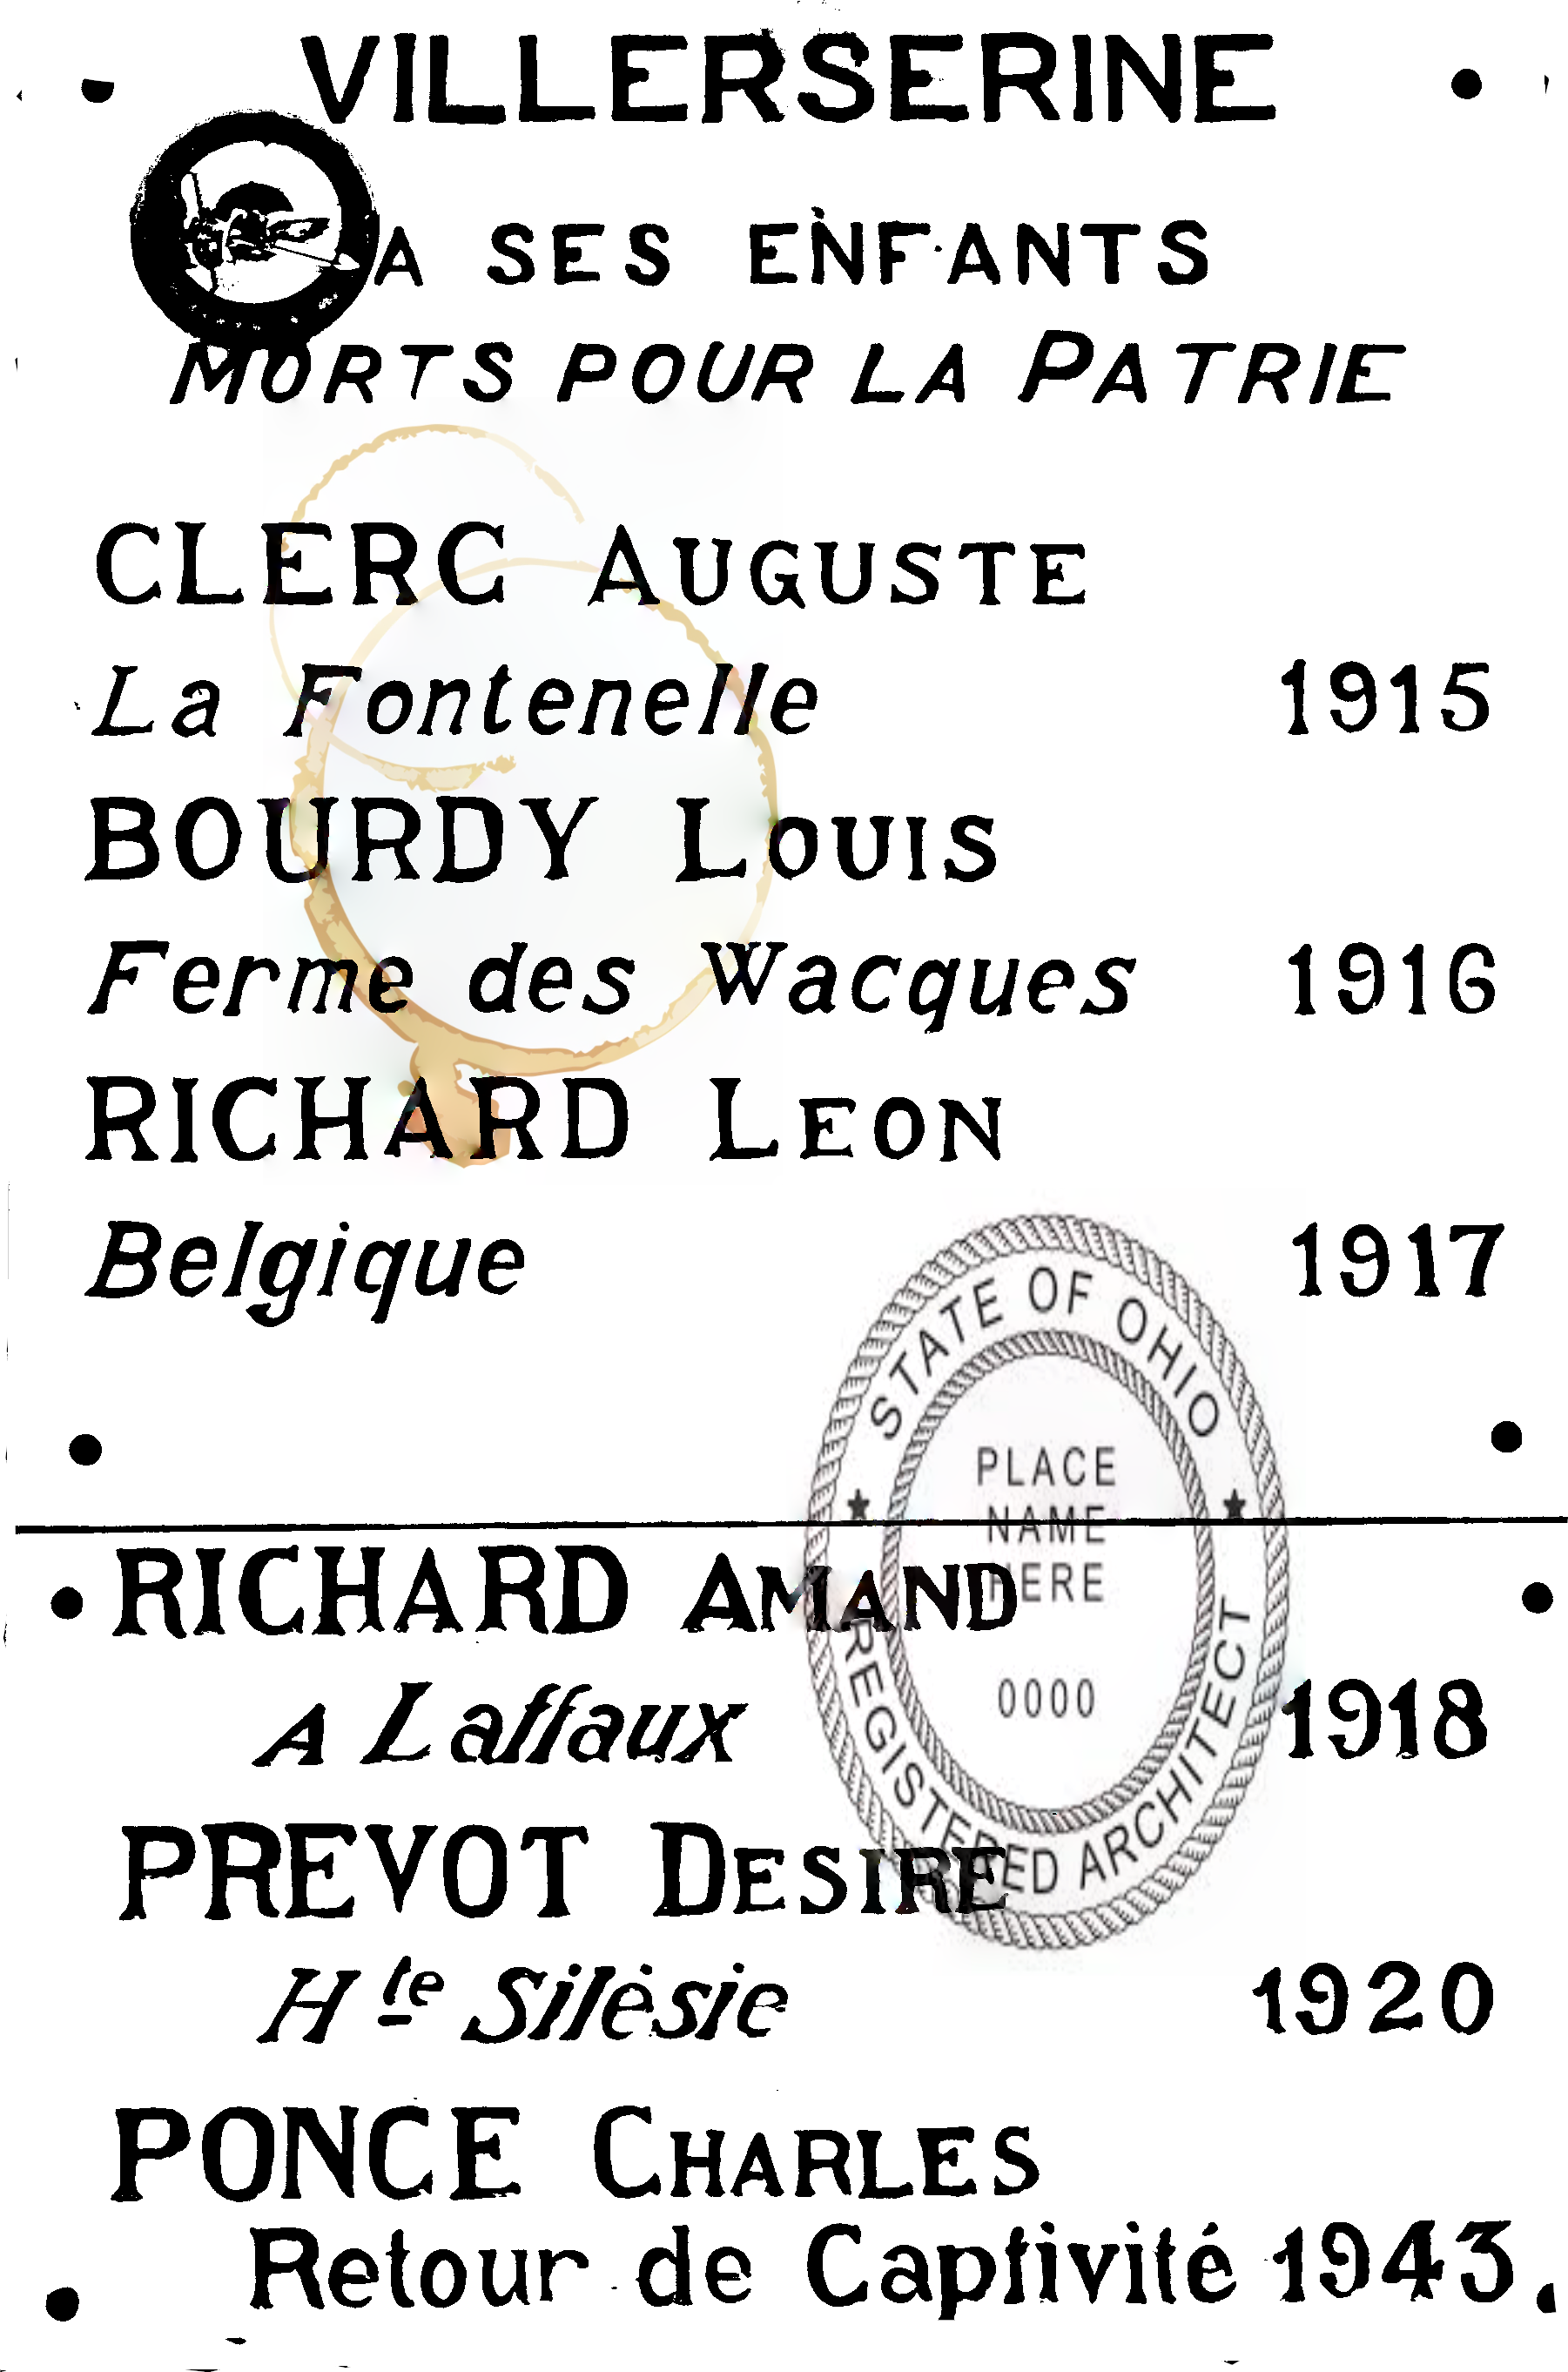 VILLERSERINE
A SES ENFANTS
MORTS POUR LA PATRIE
CLERC AUGUSTE
La Fontenelle 1915
BOURDY LOUIS
Ferme des Wacques 1916
RICHARD LEON
Belgique 1917
STATE OF OHIO
PLACE
NAME
HERE
0000
REGISTERED ARCHITECT
RICHARD AMAND
A Laffaux 1918
PREVOT DESIRE
Hte Silésie 1920
PONCE CHARLES
Retour de Captivité 1943